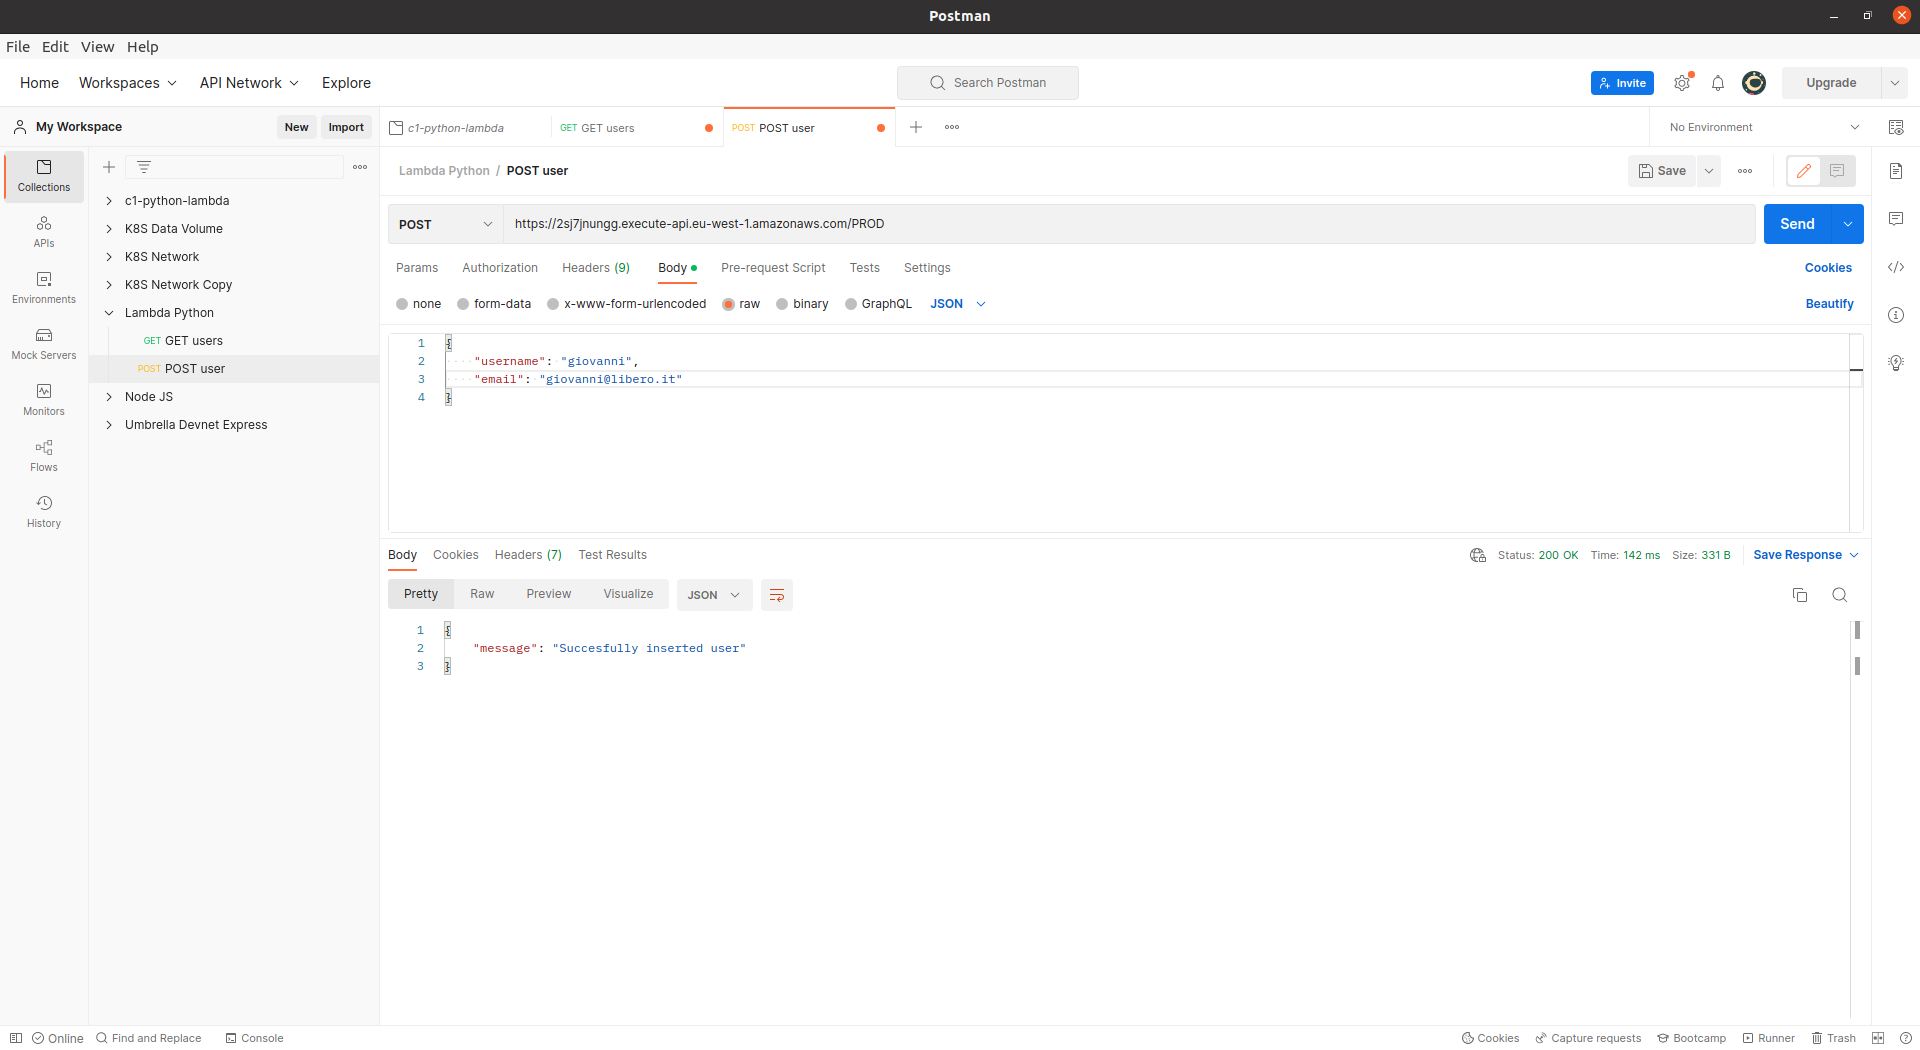 Postman
File Edit View Help
Home Workspaces API Network Explore Search Postman Invite Upgrade
My Workspace New Import c1-python-lambda GET GET users POST POST user No Environment
Lambda Python / POST user Save
POST https://2sj7jnungg.execute-api.eu-west-1.amazonaws.com/PROD Send
Params Authorization Headers (9) Body Pre-request Script Tests Settings Cookies
none form-data x-www-form-urlencoded raw binary GraphQL JSON Beautify
Collections
APIs
Environments
Mock Servers
Monitors
Flows
History
c1-python-lambda
K8S Data Volume
K8S Network
K8S Network Copy
Lambda Python
GET GET users
POST POST user
Node JS
Umbrella Devnet Express
1 {
2 "username": "giovanni",
3 "email": "giovanni@libero.it"
4 }
Body Cookies Headers (7) Test Results Status: 200 OK Time: 142 ms Size: 331 B Save Response
Pretty Raw Preview Visualize JSON
1 {
2 "message": "Succesfully inserted user"
3 }
Online Find and Replace Console Cookies Capture requests Bootcamp Runner Trash